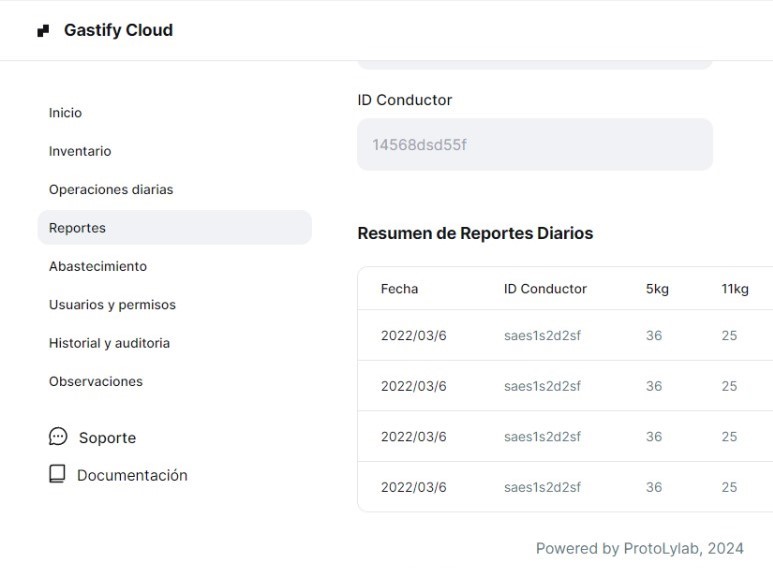 Gastify Cloud
Inicio
Inventario
Operaciones diarias
Reportes
Abastecimiento
Usuarios y permisos
Historial y auditoria
Observaciones
Soporte
Documentación
ID Conductor
14568dsd55f
Resumen de Reportes Diarios
Fecha ID Conductor 5kg 11kg
2022/03/6 saes1s2d2sf 36 25
2022/03/6 saes1s2d2sf 36 25
2022/03/6 saes1s2d2sf 36 25
2022/03/6 saes1s2d2sf 36 25
Powered by ProtoLylab, 2024